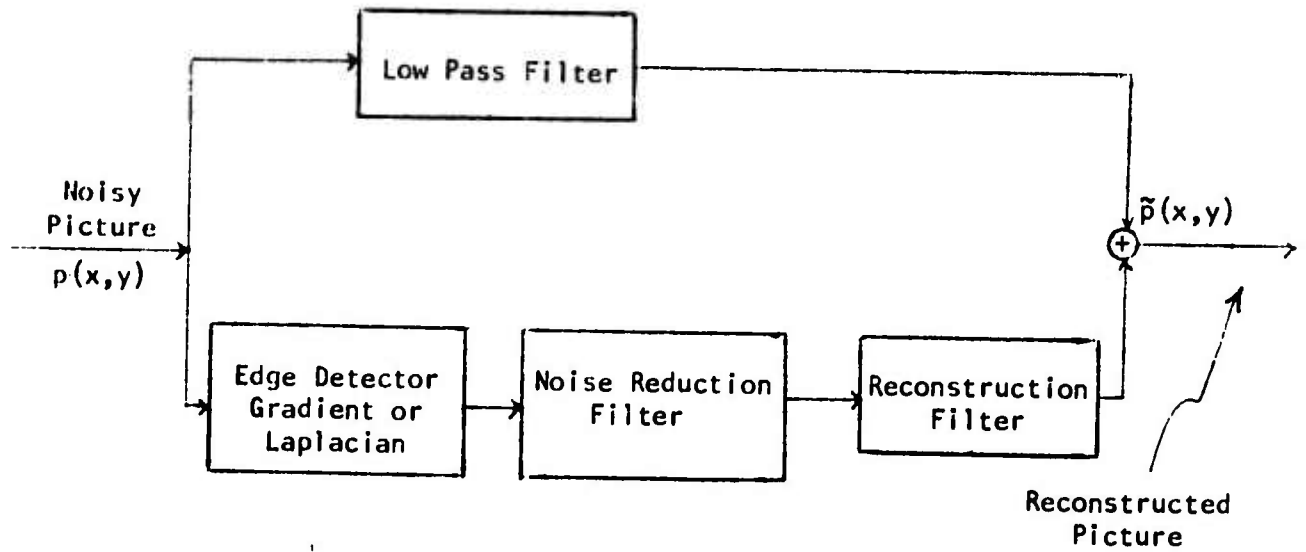 Low Pass Filter
Noisy
Picture
p(x,y)
p̃(x,y)
+
Edge Detector
Gradient or
Laplacian
Noise Reduction
Filter
Reconstruction
Filter
Reconstructed
Picture